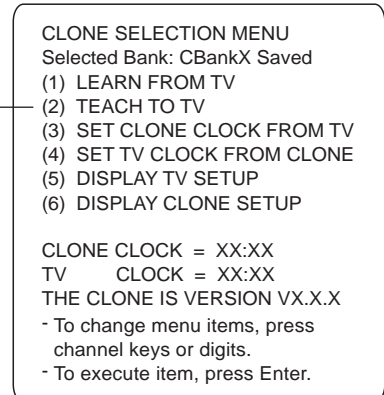 CLONE SELECTION MENU
Selected Bank: CBankX Saved
(1) LEARN FROM TV
(2) TEACH TO TV
(3) SET CLONE CLOCK FROM TV
(4) SET TV CLOCK FROM CLONE
(5) DISPLAY TV SETUP
(6) DISPLAY CLONE SETUP
CLONE CLOCK = XX:XX
TV CLOCK = XX:XX
THE CLONE IS VERSION VX.X.X
- To change menu items, press
channel keys or digits.
- To execute item, press Enter.